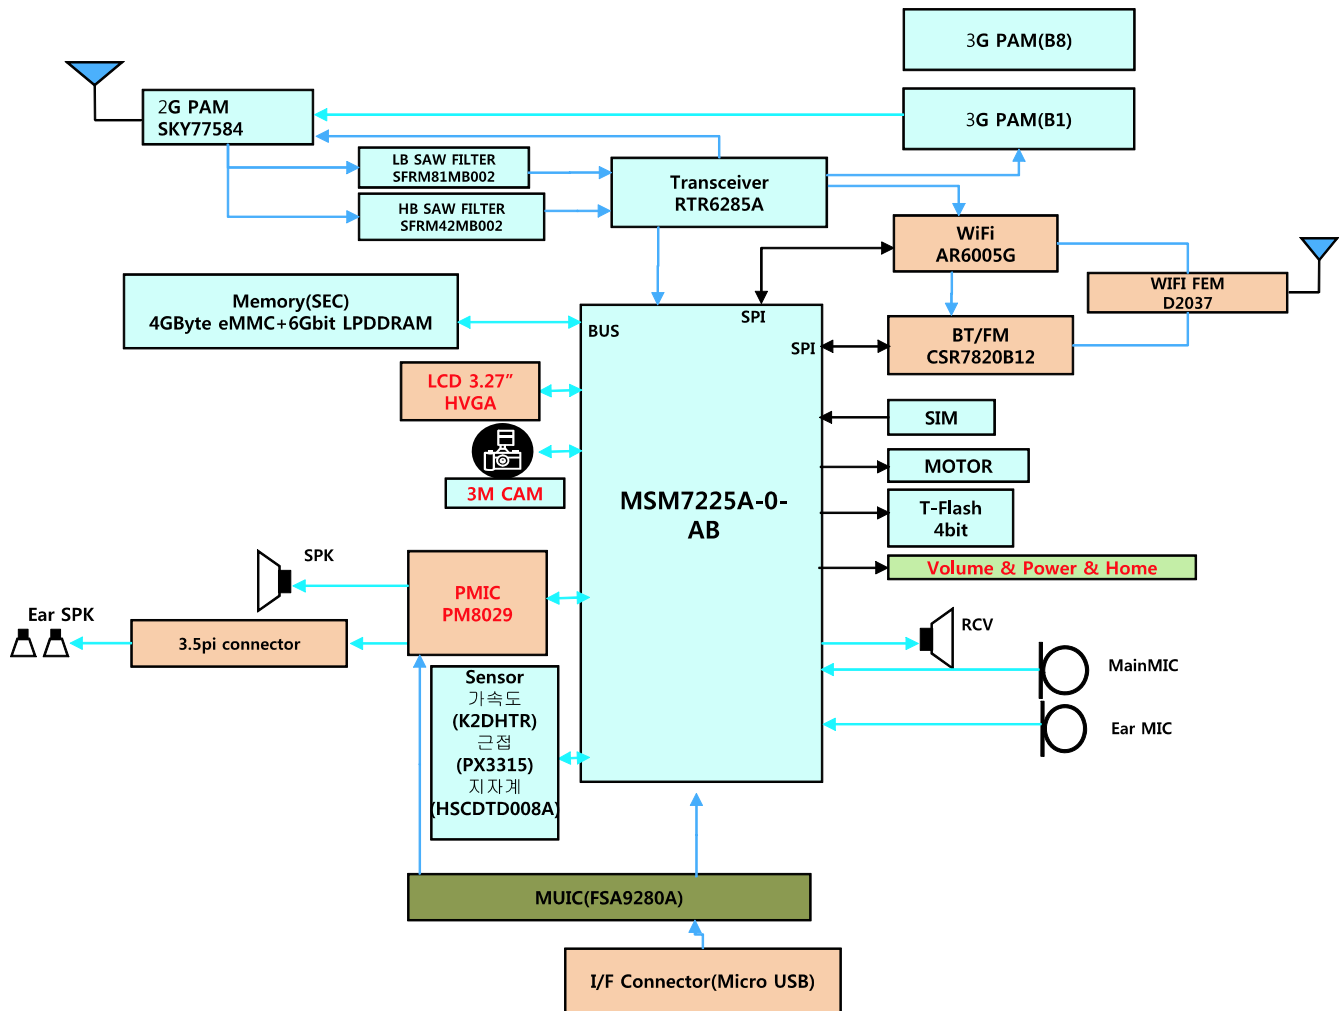 3G PAM(B8)
2G PAM
SKY77584
3G PAM(B1)
LB SAW FILTER
SFRM81MB002
Transceiver
RTR6285A
HB SAW FILTER
SFRM42MB002
WiFi
AR6005G
WIFI FEM
D2037
Memory(SEC)
4GByte eMMC+6Gbit LPDDRAM
BUS
SPI
SPI
BT/FM
CSR7820B12
LCD 3.27”
HVGA
SIM
3M CAM
MOTOR
MSM7225A-0-
AB
T-Flash
4bit
SPK
Volume & Power & Home
PMIC
PM8029
Ear SPK
3.5pi connector
RCV
MainMIC
Sensor
가속도
(K2DHTR)
근접
(PX3315)
지자계
(HSCDTD008A)
Ear MIC
MUIC(FSA9280A)
I/F Connector(Micro USB)